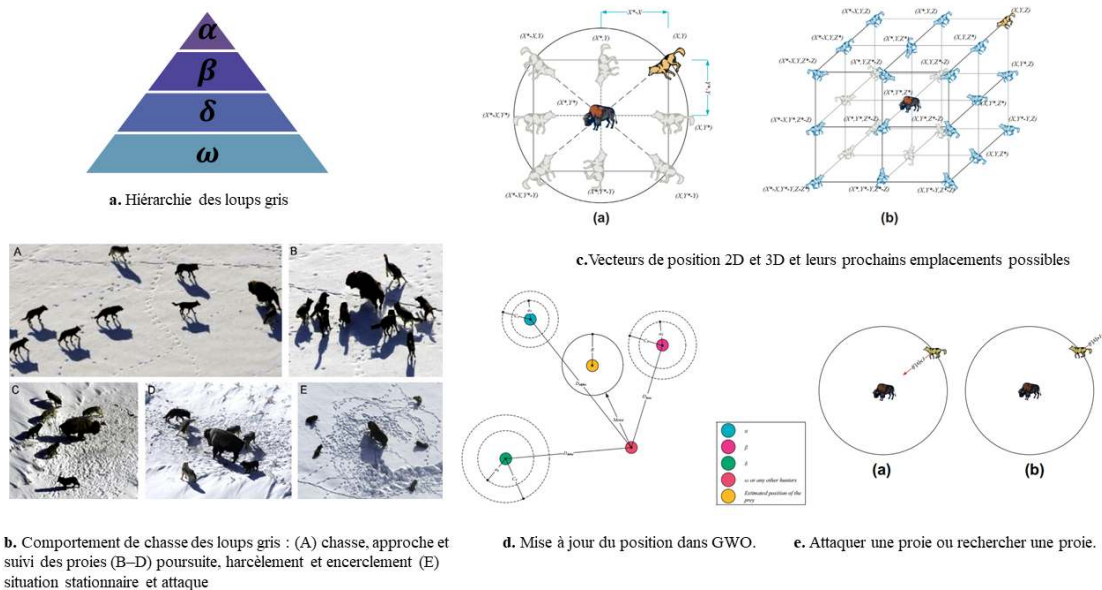 α
β
δ
ω
a. Hiérarchie des loups gris
A
B
C
D
E
b. Comportement de chasse des loups gris : (A) chasse, approche et
suivi des proies (B–D) poursuite, harcèlement et encerclement (E)
situation stationnaire et attaque
X*-X
(X*-X,Y)
(X*,Y)
(X,Y)
Y*-Y
(X*-X,Y*)
(X*,Y*)
(X,Y*)
(X*-X,Y*-Y)
(X*,Y*-Y)
(X,Y*-Y)
(a)
(X*-X,Y,Z)
(X*,Y,Z)
(X,Y,Z)
(X*-X,Y,Z*)
(X*,Y,Z*)
(X,Y,Z*)
(X*-X,Y,Z*-Z)
(X*,Y,Z*-Z)
(X,Y,Z*-Z)
(X,Y*,Z)
(X*,Y*,Z*)
(X,Y*,Z*)
(X*-X,Y*,Z*-Z)
(X*,Y*,Z*-Z)
(X,Y*-Y,Z)
(b)
c.Vecteurs de position 2D et 3D et leurs prochains emplacements possibles
α
β
δ
ω or any other hunters
Estimated position of the
prey
d. Mise à jour du position dans GWO.
(a)
(b)
e. Attaquer une proie ou rechercher une proie.